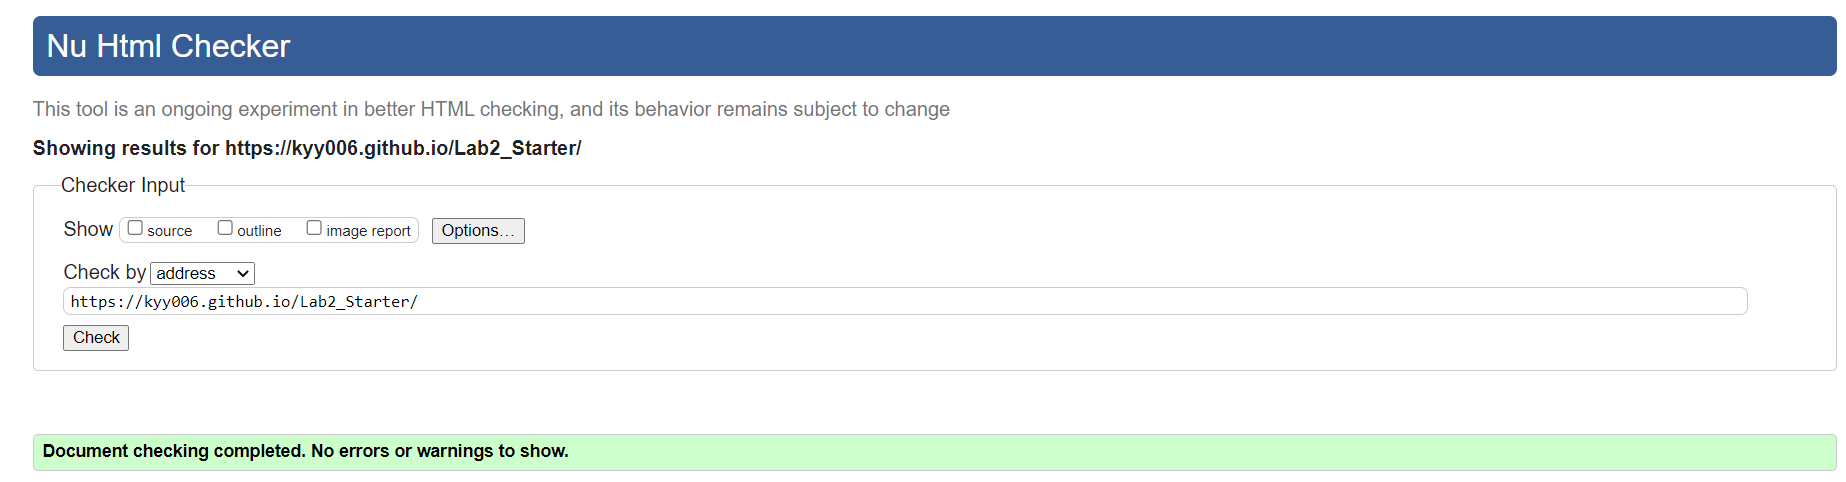 Nu Html Checker
This tool is an ongoing experiment in better HTML checking, and its behavior remains subject to change
Showing results for https://kyy006.github.io/Lab2_Starter/
Checker Input
Show source outline image report Options...
Check by address
https://kyy006.github.io/Lab2_Starter/
Check
Document checking completed. No errors or warnings to show.